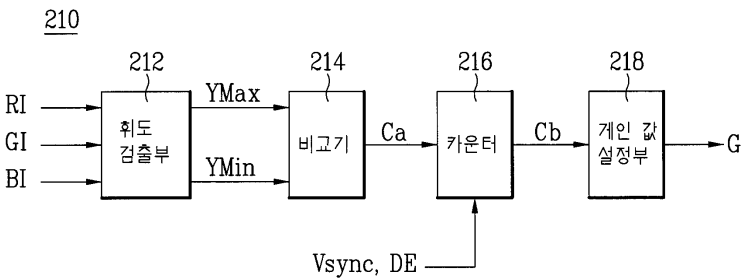 210
212
214
216
218
RI
GI
BI
휘도
검출부
YMax
YMin
비교기
Ca
카운터
Cb
게인 값
설정부
G
Vsync, DE